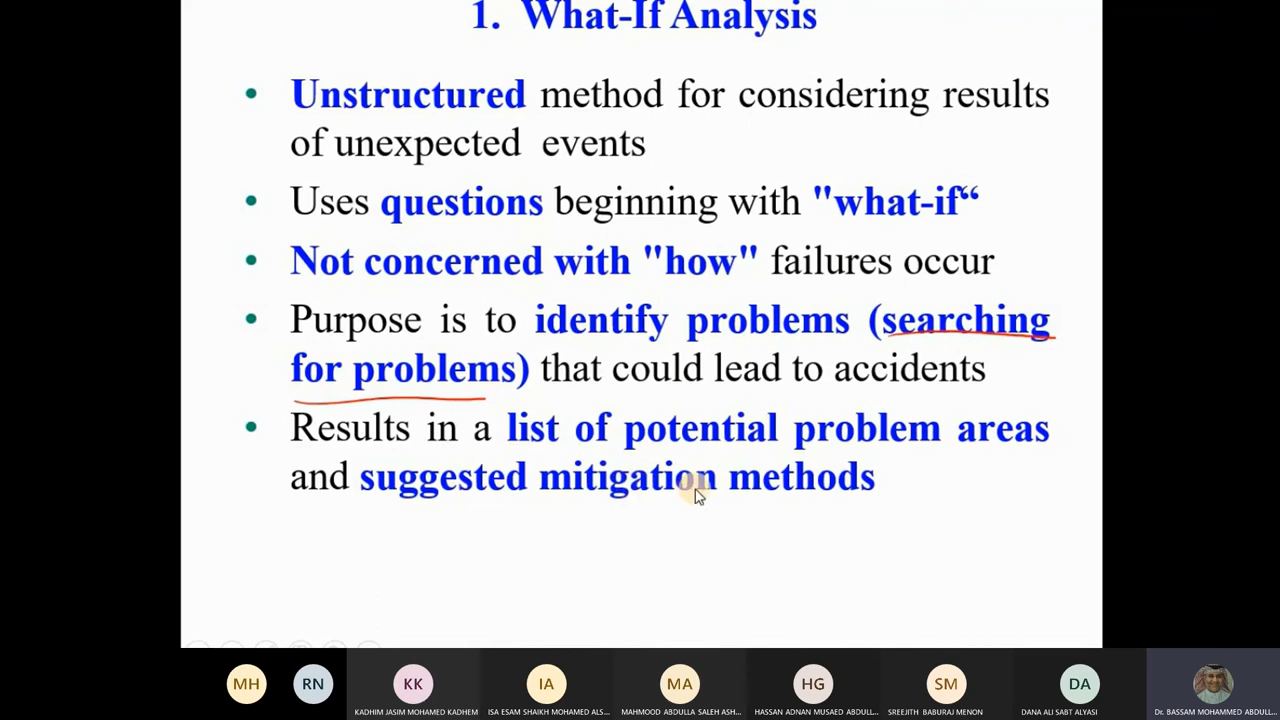 1. What-If Analysis
• Unstructured method for considering results
of unexpected events
• Uses questions beginning with "what-if“
• Not concerned with "how" failures occur
• Purpose is to identify problems (searching
for problems) that could lead to accidents
• Results in a list of potential problem areas
and suggested mitigation methods
MH RN KK IA MA HG SM DA
KADHIM JASIM MOHAMED KADHEM ISA ESAM SHAIKH MOHAMED ALS... MAHMOOD ABDULLA SALEH ASH... HASSAN ADNAN MUSAED ABDULL... SREEJITH BABURAJ MENON DANA ALI SABT ALYASI Dr. BASSAM MOHAMMED ABDULL...